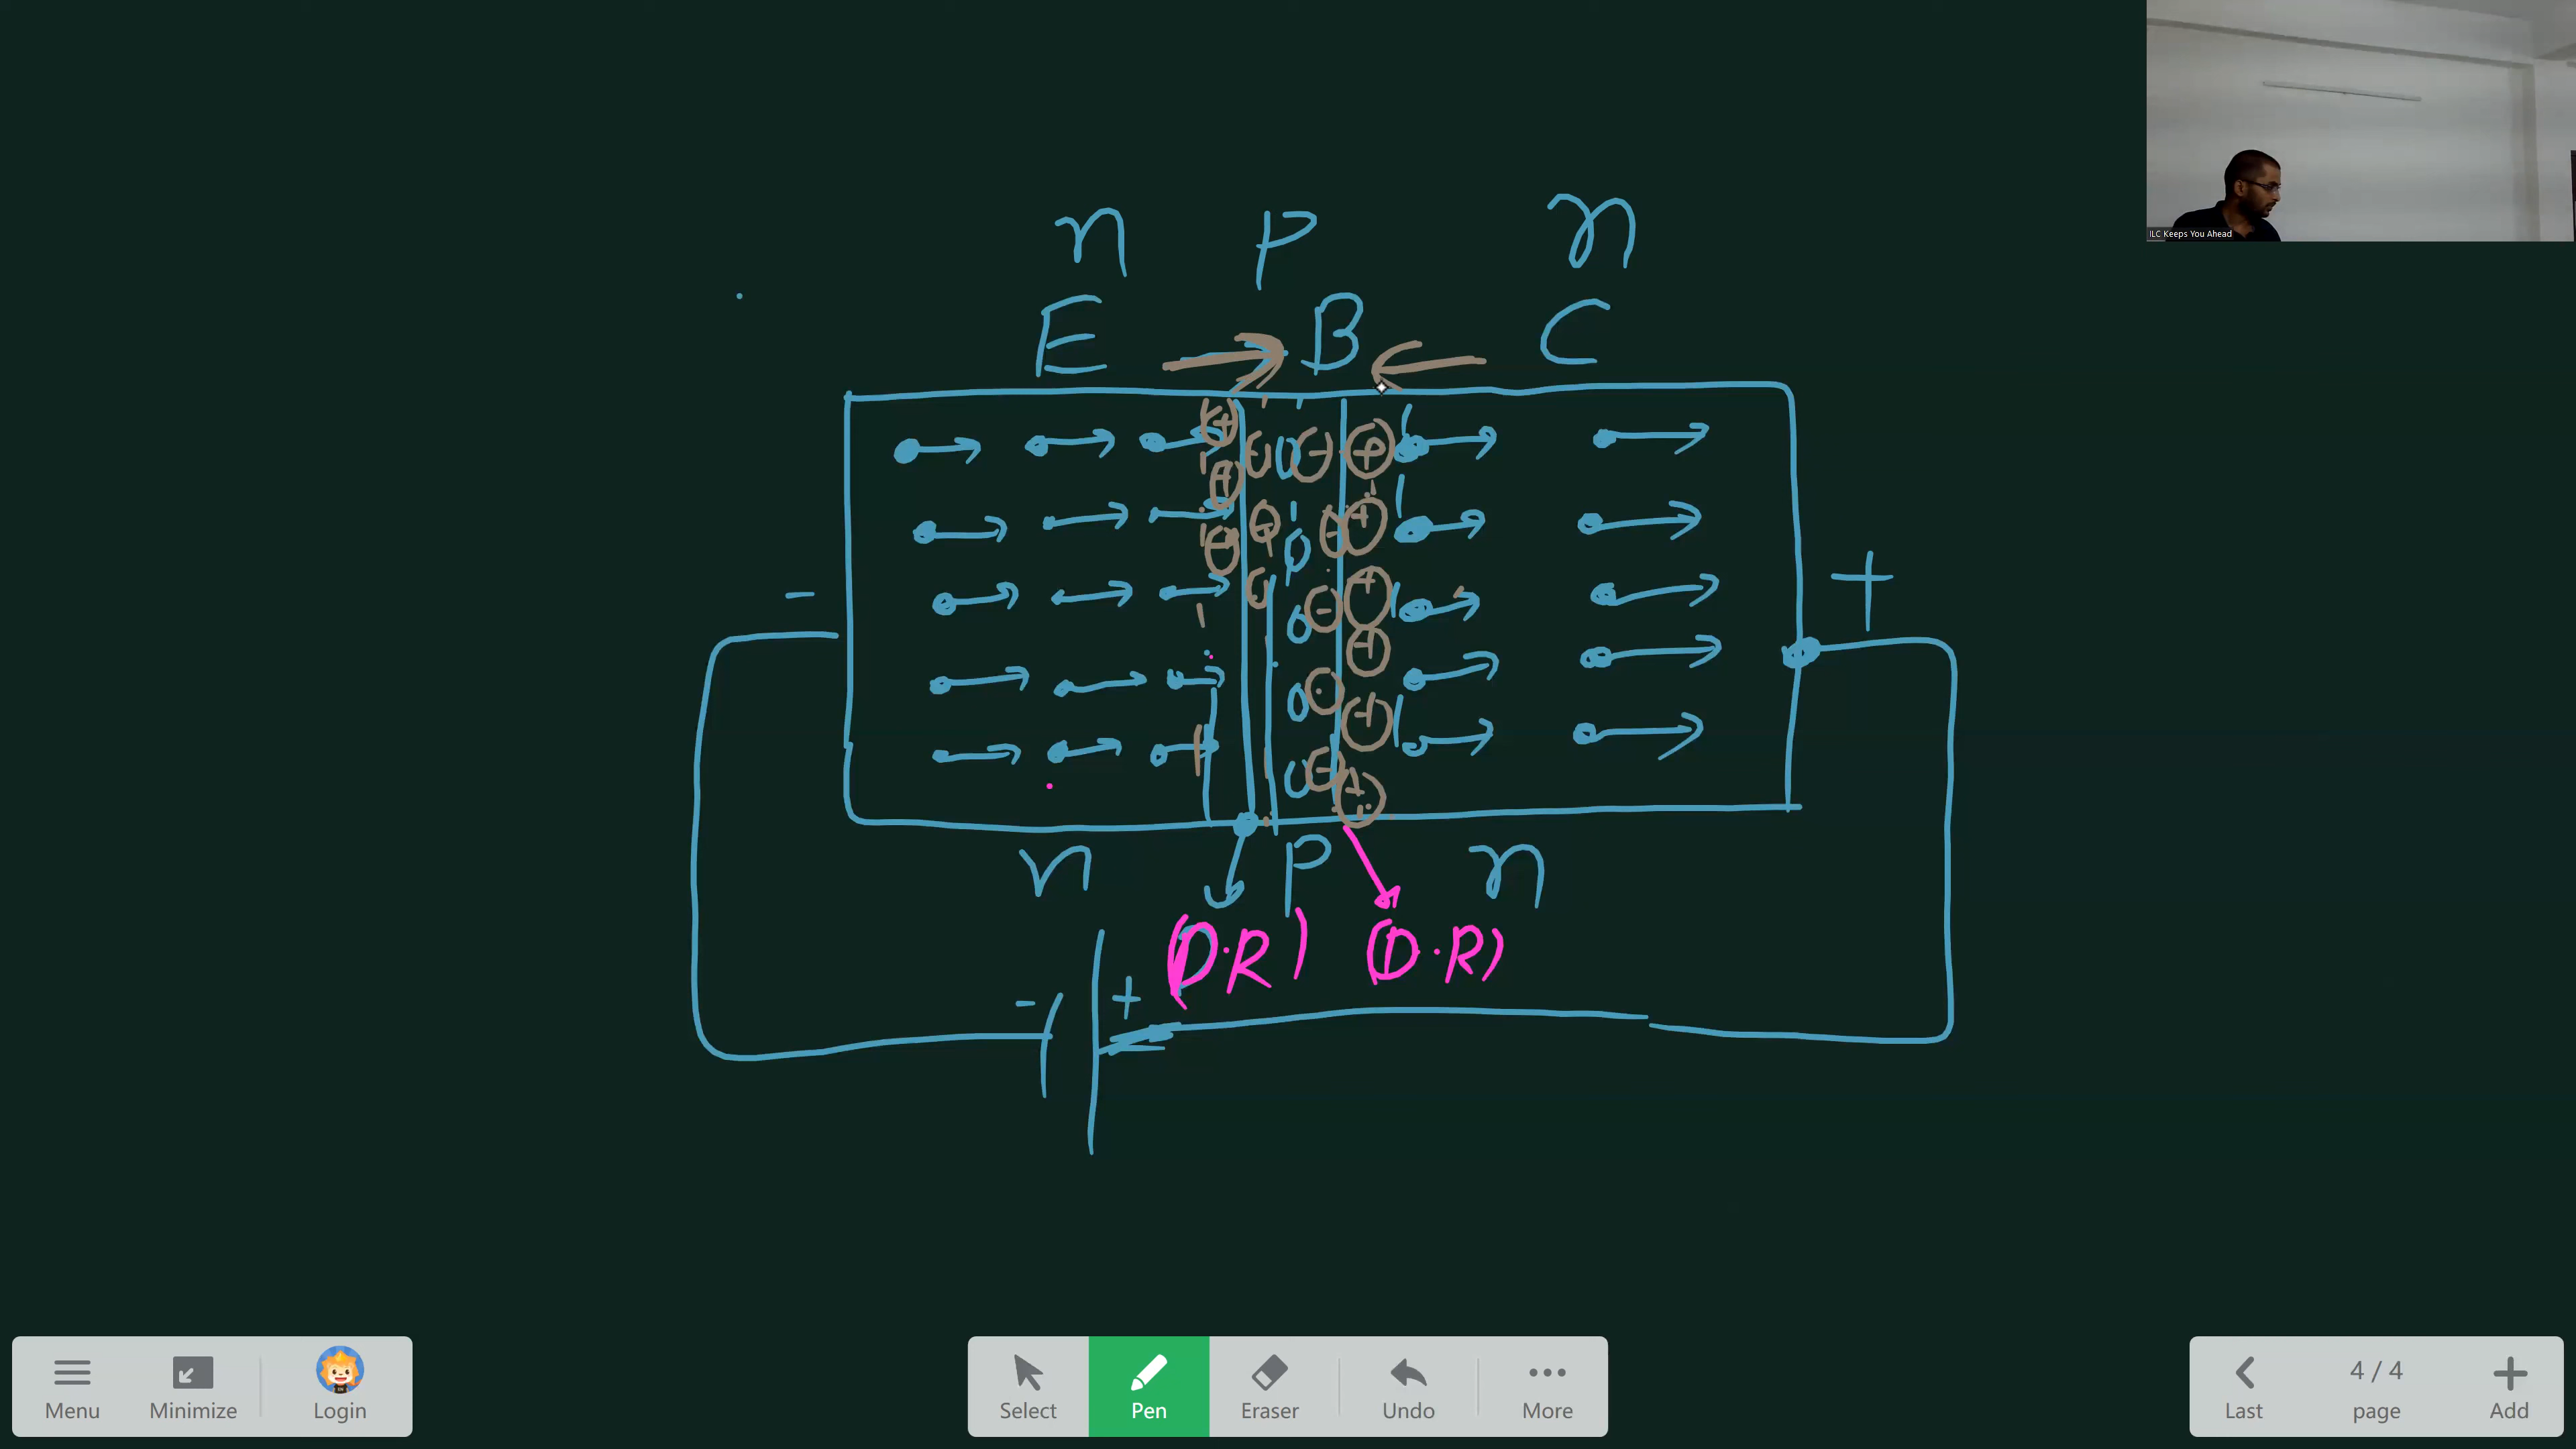 ILC Keeps You Ahead
n p n
E B C
- +
n p n
(D.R) (D.R)
- +
Menu Minimize Login
Select Pen Eraser Undo More
Last 4 / 4 page Add